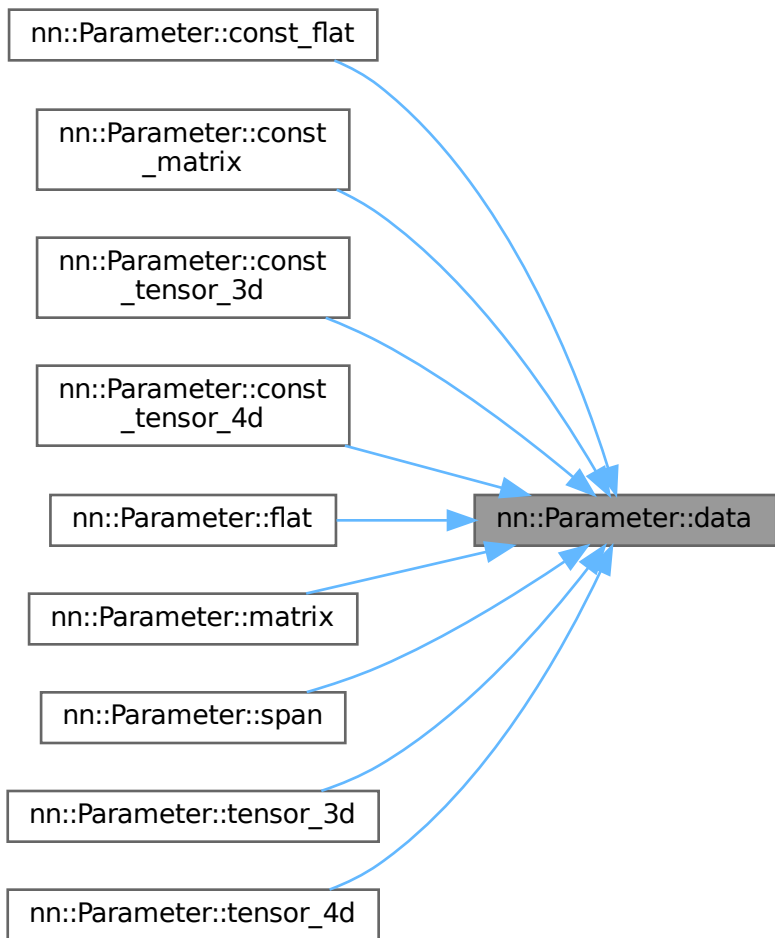 nn::Parameter::const_flat
nn::Parameter::const
_matrix
nn::Parameter::const
_tensor_3d
nn::Parameter::const
_tensor_4d
nn::Parameter::flat
nn::Parameter::data
nn::Parameter::matrix
nn::Parameter::span
nn::Parameter::tensor_3d
nn::Parameter::tensor_4d